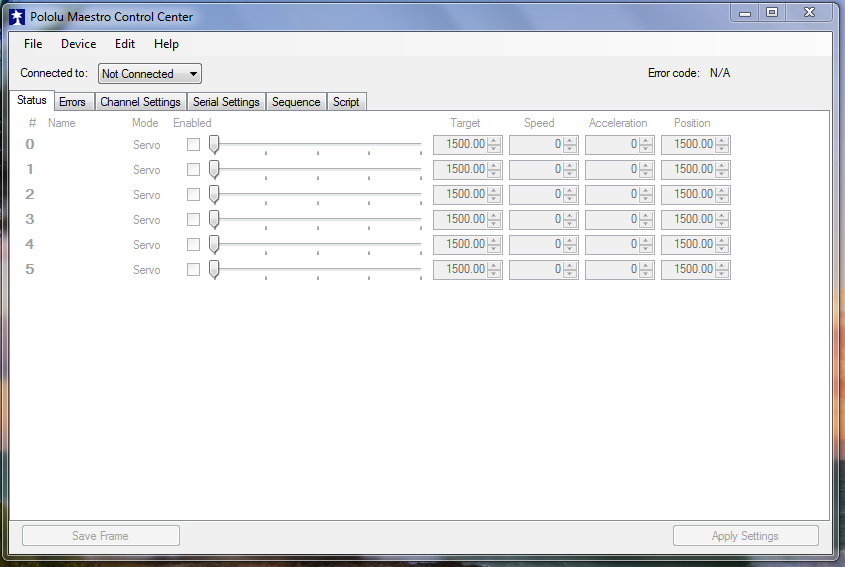 Pololu Maestro Control Center
File Device Edit Help
Connected to: Not Connected Error code: N/A
Status Errors Channel Settings Serial Settings Sequence Script
# Name Mode Enabled Target Speed Acceleration Position
0 Servo 1500.00 0 0 1500.00
1 Servo 1500.00 0 0 1500.00
2 Servo 1500.00 0 0 1500.00
3 Servo 1500.00 0 0 1500.00
4 Servo 1500.00 0 0 1500.00
5 Servo 1500.00 0 0 1500.00
Save Frame Apply Settings